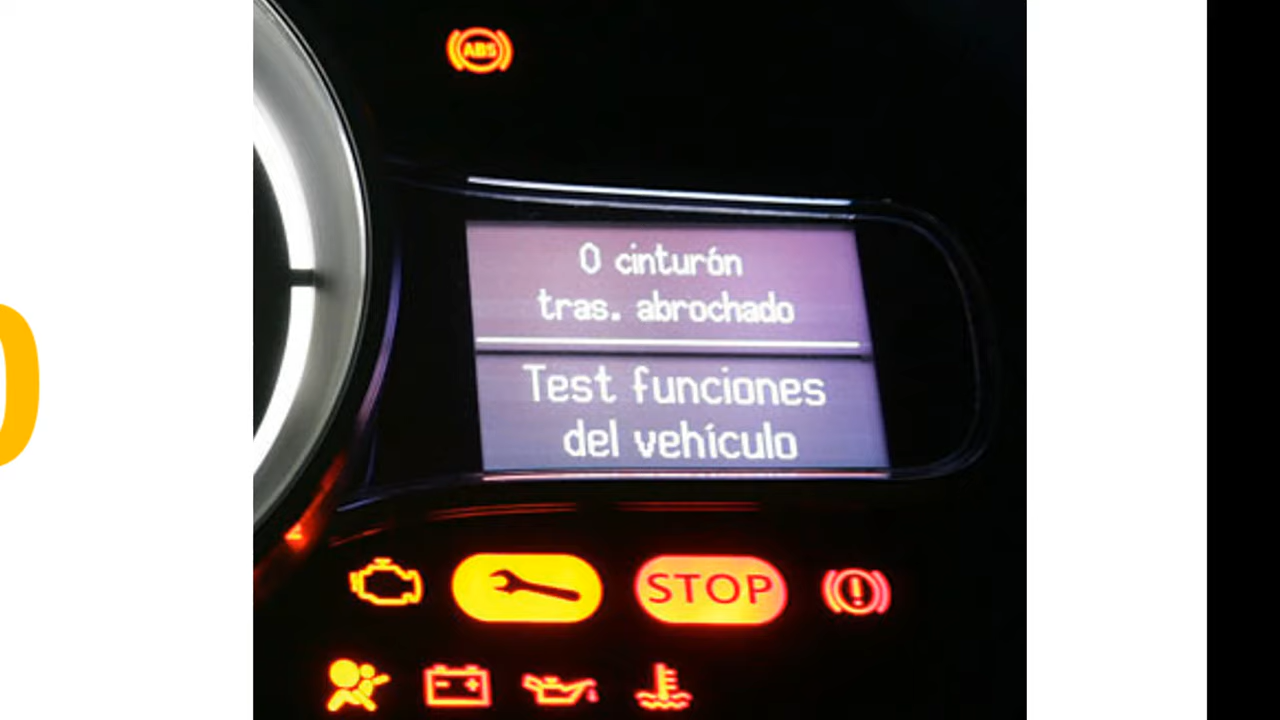 ABS
0 cinturón
tras. abrochado
Test funciones
del vehículo
STOP